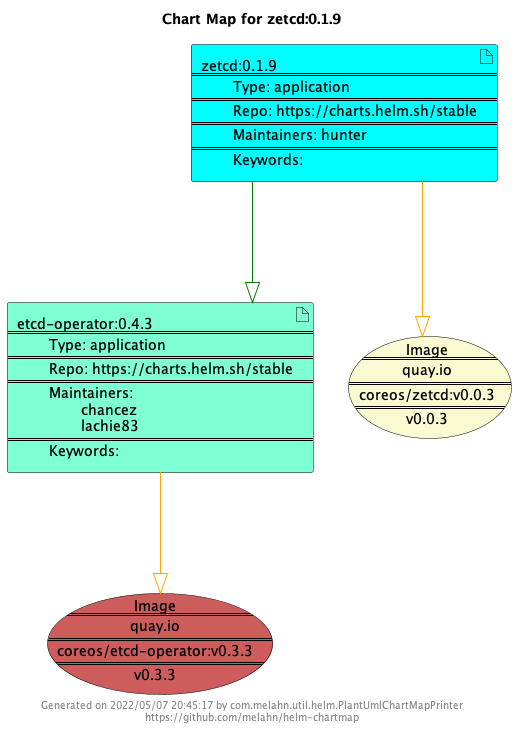 Chart Map for zetcd:0.1.9
zetcd:0.1.9
Type: application
Repo: https://charts.helm.sh/stable
Maintainers: hunter
Keywords:
etcd-operator:0.4.3
Type: application
Repo: https://charts.helm.sh/stable
Maintainers:
chancez
lachie83
Keywords:
Image
quay.io
coreos/zetcd:v0.0.3
v0.0.3
Image
quay.io
coreos/etcd-operator:v0.3.3
v0.3.3
Generated on 2022/05/07 20:45:17 by com.melahn.util.helm.PlantUmlChartMapPrinter
https://github.com/melahn/helm-chartmap